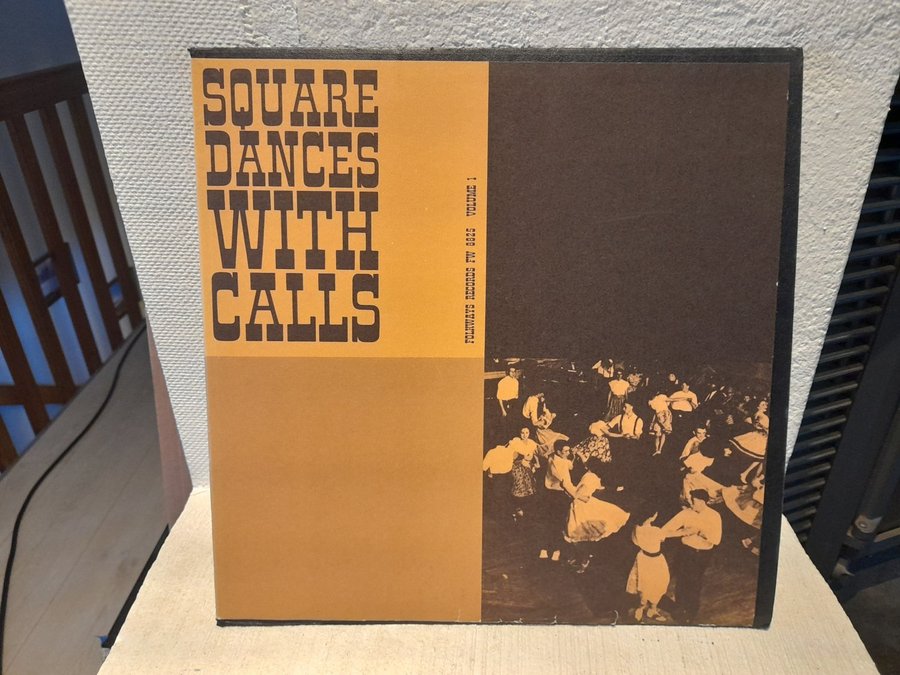 SQUARE
DANCES
WITH
CALLS
FOLKWAYS RECORDS FW 8825 VOLUME 1